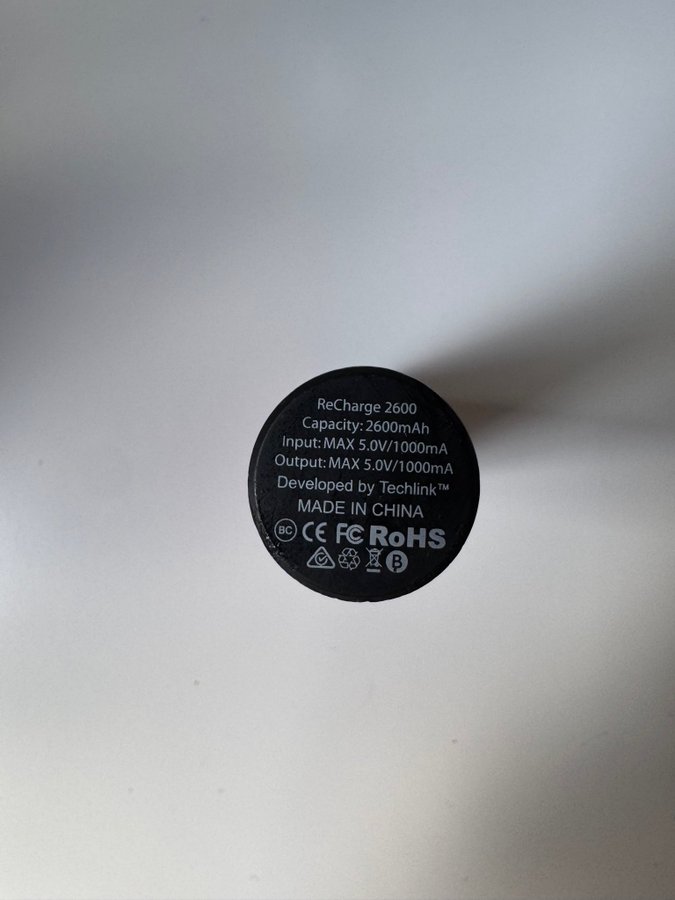 ReCharge 2600
Capacity: 2600mAh
Input: MAX 5.0V/1000mA
Output: MAX 5.0V/1000mA
Developed by Techlink™
MADE IN CHINA
BC CE FC RoHS
B